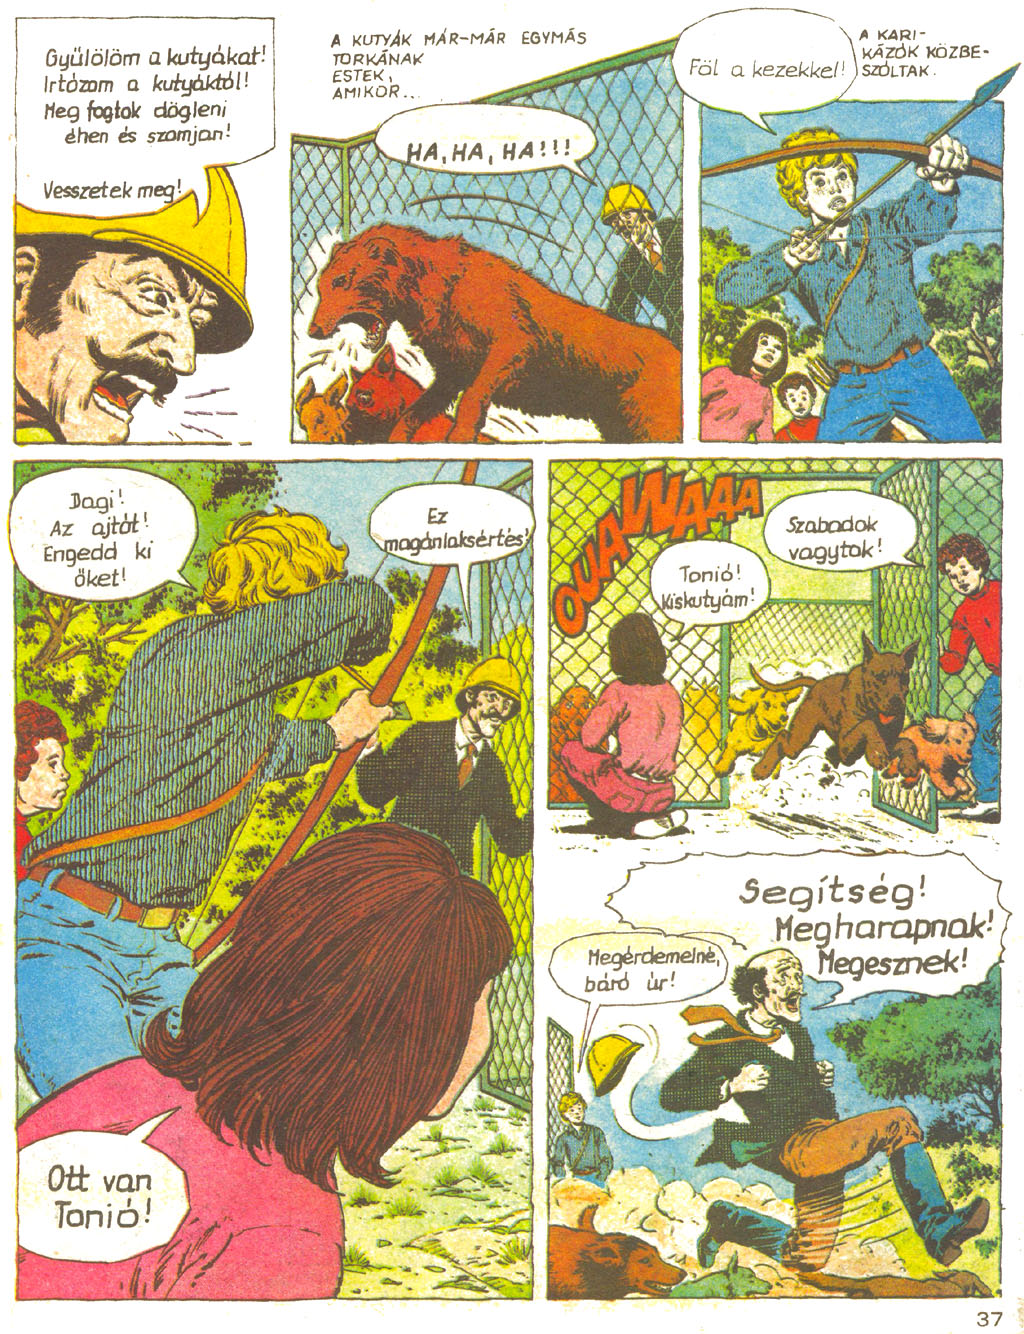 Gyűlölöm a kutyákat!
Irtózom a kutyáktól!
Meg fogtok dögleni
éhen és szomjan!
Vesszetek meg!
A KUTYÁK MÁR-MÁR EGYMÁS
TORKÁNAK
ESTEK,
AMIKOR...
HA, HA, HA!!!
Föl a kezekkel!
A KARI-
KÁZÓK KÖZBE-
SZÓLTAK.
Dagi!
Az ajtót!
Engedd ki
őket!
Ez
magánlaksértés!
Ott van
Tonió!
OUAWAAAA
Tonió!
Kiskutyám!
Szabadok
vagytok!
Segítség!
Megharapnak!
Megesznek!
Megérdemelné,
báró úr!
37